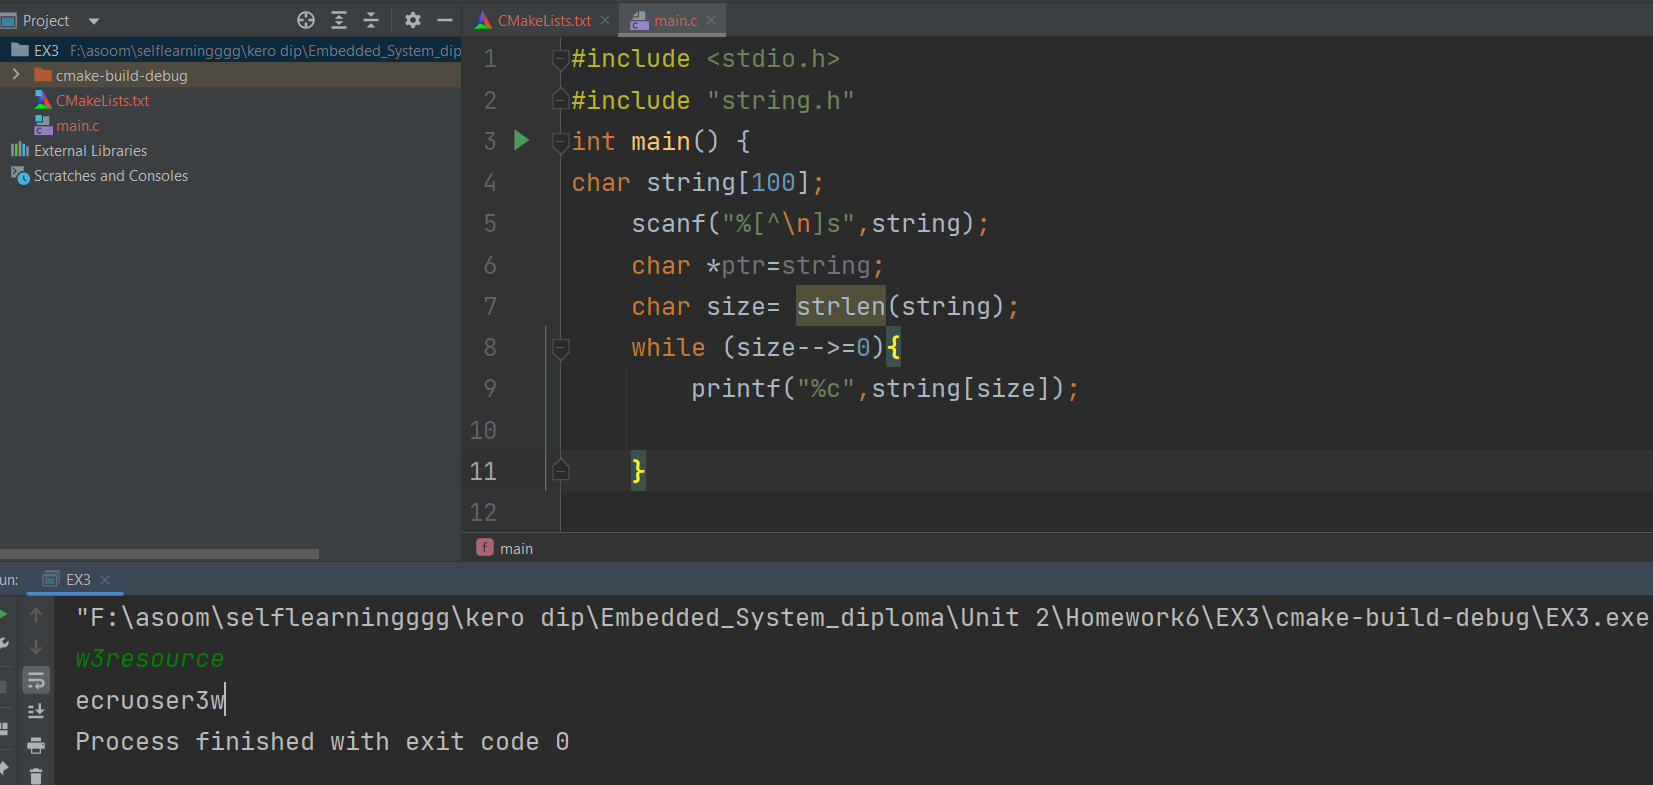 Project
EX3 F:\asoom\selflearningggg\kero dip\Embedded_System_dip
cmake-build-debug
CMakeLists.txt
main.c
External Libraries
Scratches and Consoles
CMakeLists.txt main.c
1 #include <stdio.h>
2 #include "string.h"
3 int main() {
4 char string[100];
5 scanf("%[^\n]s",string);
6 char *ptr=string;
7 char size= strlen(string);
8 while (size-->=0){
9 printf("%c",string[size]);
10
11 }
12
f main
un: EX3
"F:\asoom\selflearningggg\kero dip\Embedded_System_diploma\Unit 2\Homework6\EX3\cmake-build-debug\EX3.exe
w3resource
ecruoser3w
Process finished with exit code 0